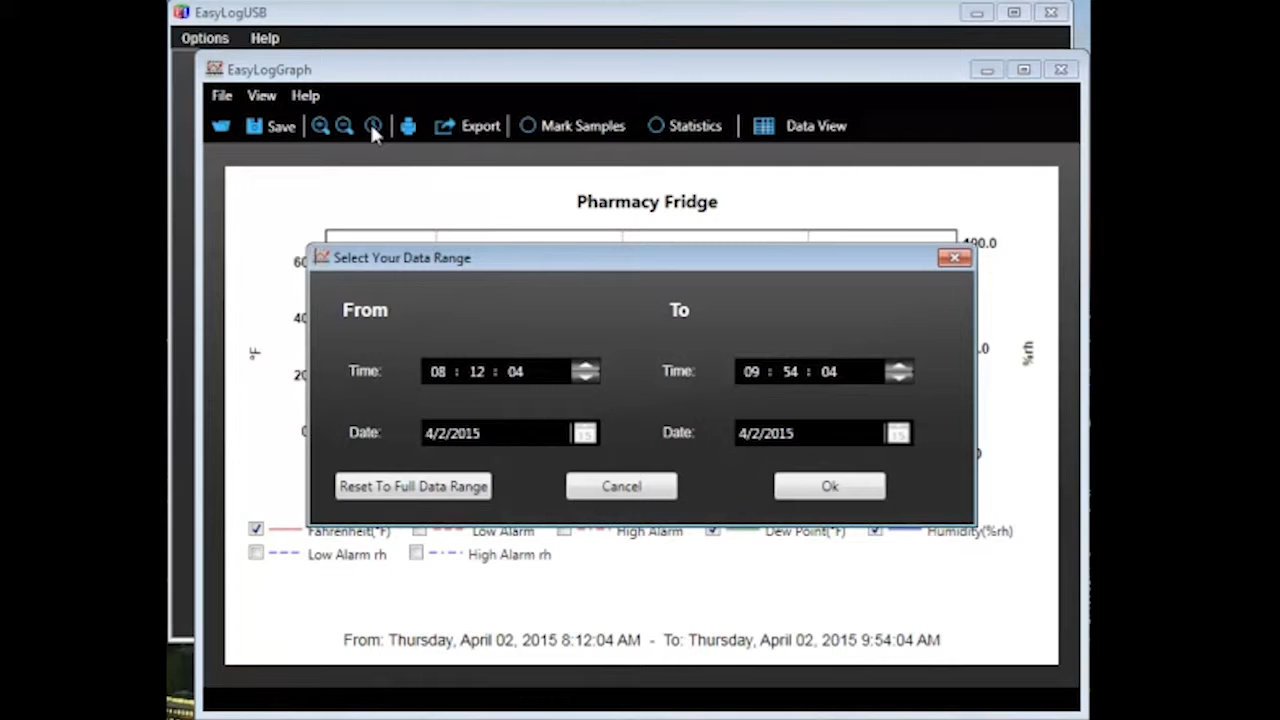 EasyLogUSB
Options Help
EasyLogGraph
File View Help
Save Export Mark Samples Statistics Data View
Pharmacy Fridge
Select Your Data Range
From To
Time: 08 : 12 : 04 Time: 09 : 54 : 04
Date: 4/2/2015 15 Date: 4/2/2015 15
Reset To Full Data Range Cancel Ok
°F
%rh
Fahrenheit(°F) Low Alarm High Alarm Dew Point(°F) Humidity(%rh)
Low Alarm rh High Alarm rh
From: Thursday, April 02, 2015 8:12:04 AM - To: Thursday, April 02, 2015 9:54:04 AM